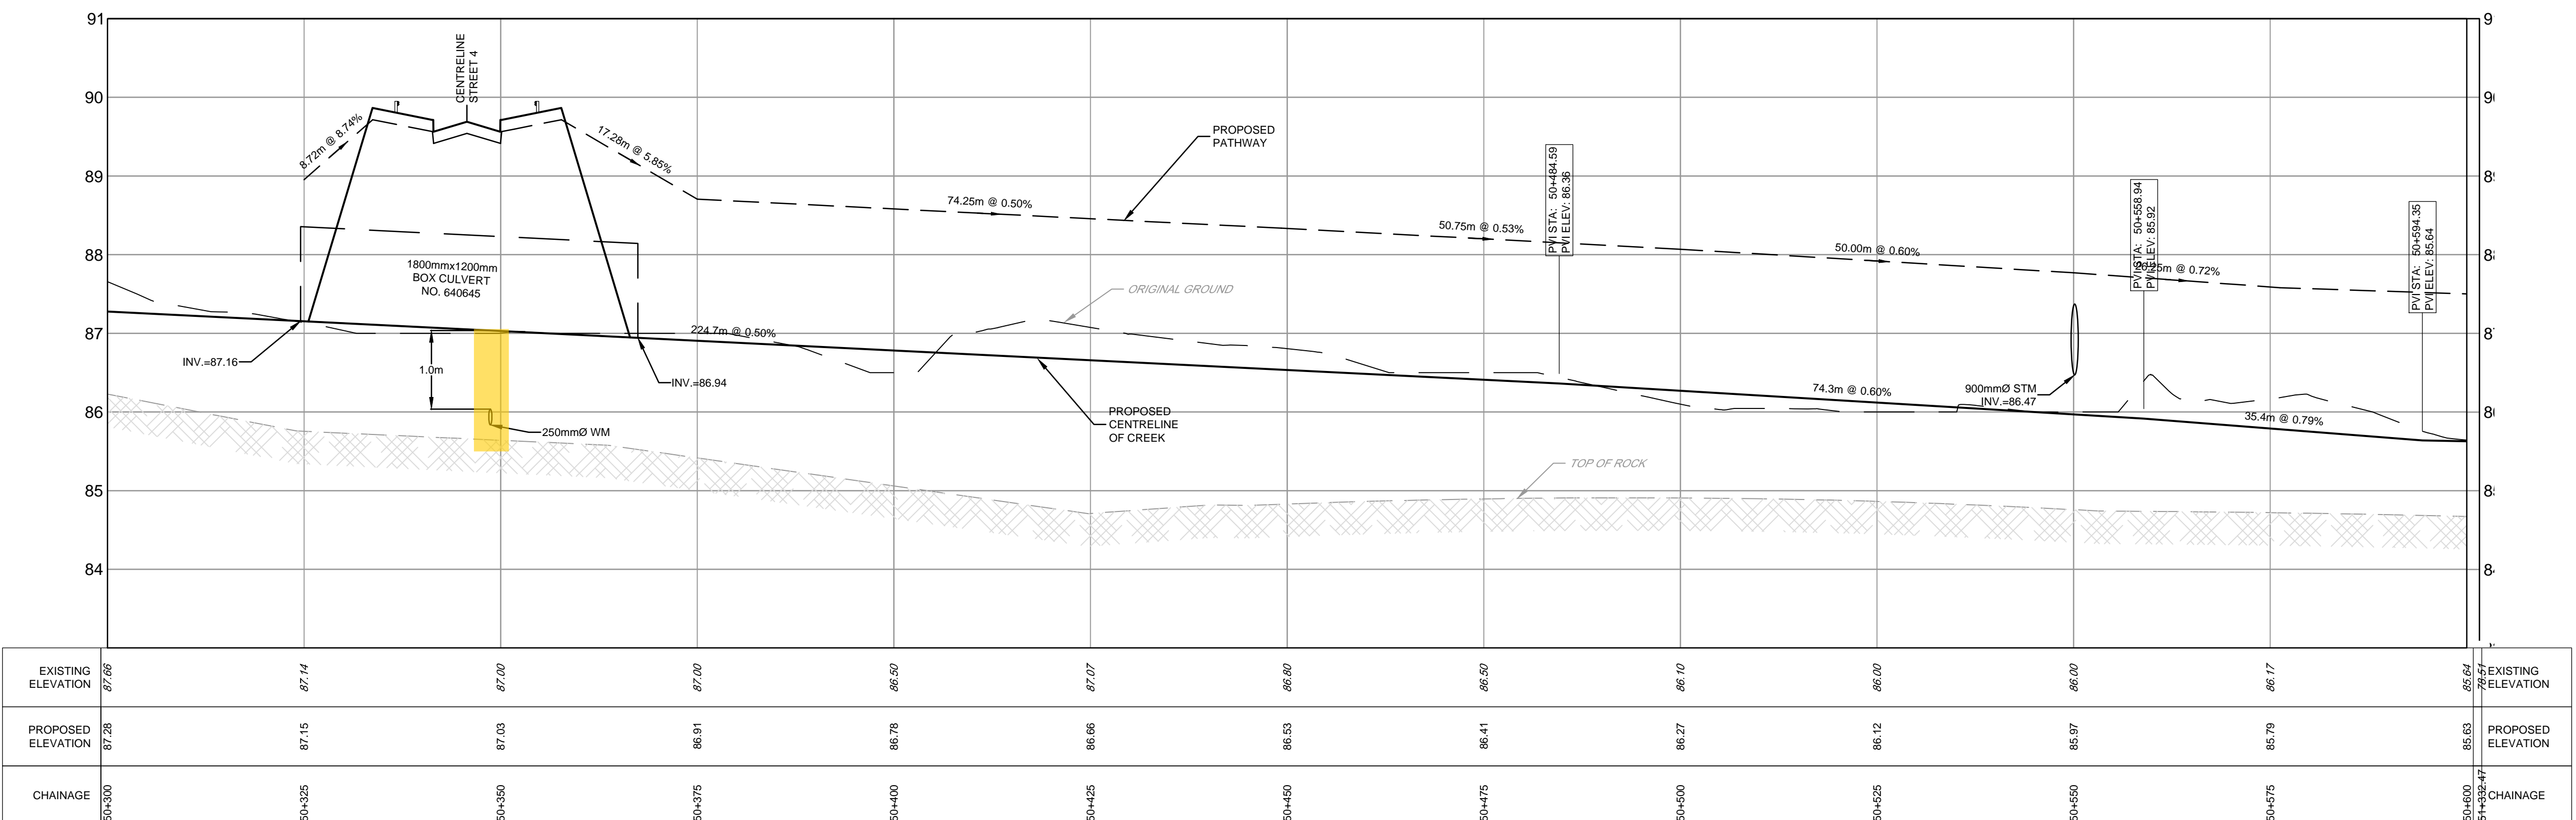 91
90
89
88
87
86
85
84
9
CENTRELINE
STREET 4
8.72m @ 8.74%
17.28m @ 5.85%
PROPOSED
PATHWAY
74.25m @ 0.50%
50.75m @ 0.53%
PVI STA: 50+484.59
PVI ELEV: 86.36
50.00m @ 0.60%
PVI STA: 50+558.94
PVI ELEV: 85.92
25m @ 0.72%
PVI STA: 50+594.35
PVI ELEV: 85.64
1800mmx1200mm
BOX CULVERT
NO. 640645
ORIGINAL GROUND
224.7m @ 0.50%
INV.=87.16
1.0m
INV.=86.94
74.3m @ 0.60%
900mmØ STM
INV.=86.47
PROPOSED
CENTRELINE
OF CREEK
35.4m @ 0.79%
250mmØ WM
TOP OF ROCK
EXISTING
ELEVATION
87.66 87.14 87.00 87.00 86.50 87.07 86.80 86.50 86.10 86.00 86.00 86.17 85.64 78.51
EXISTING
ELEVATION
PROPOSED
ELEVATION
87.28 87.15 87.03 86.91 86.78 86.66 86.53 86.41 86.27 86.12 85.97 85.79 85.63
PROPOSED
ELEVATION
CHAINAGE
50+300 50+325 50+350 50+375 50+400 50+425 50+450 50+475 50+500 50+525 50+550 50+575 50+600 51+332.47
CHAINAGE